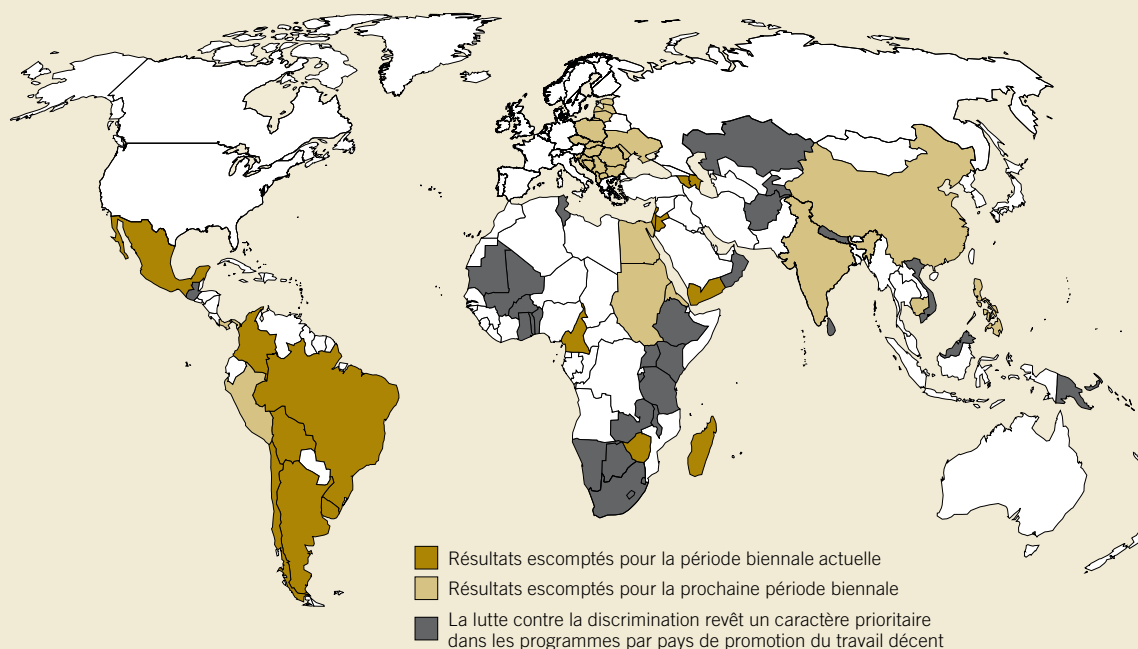 Résultats escomptés pour la période biennale actuelle
Résultats escomptés pour la prochaine période biennale
La lutte contre la discrimination revêt un caractère prioritaire
dans les programmes par pays de promotion du travail décent